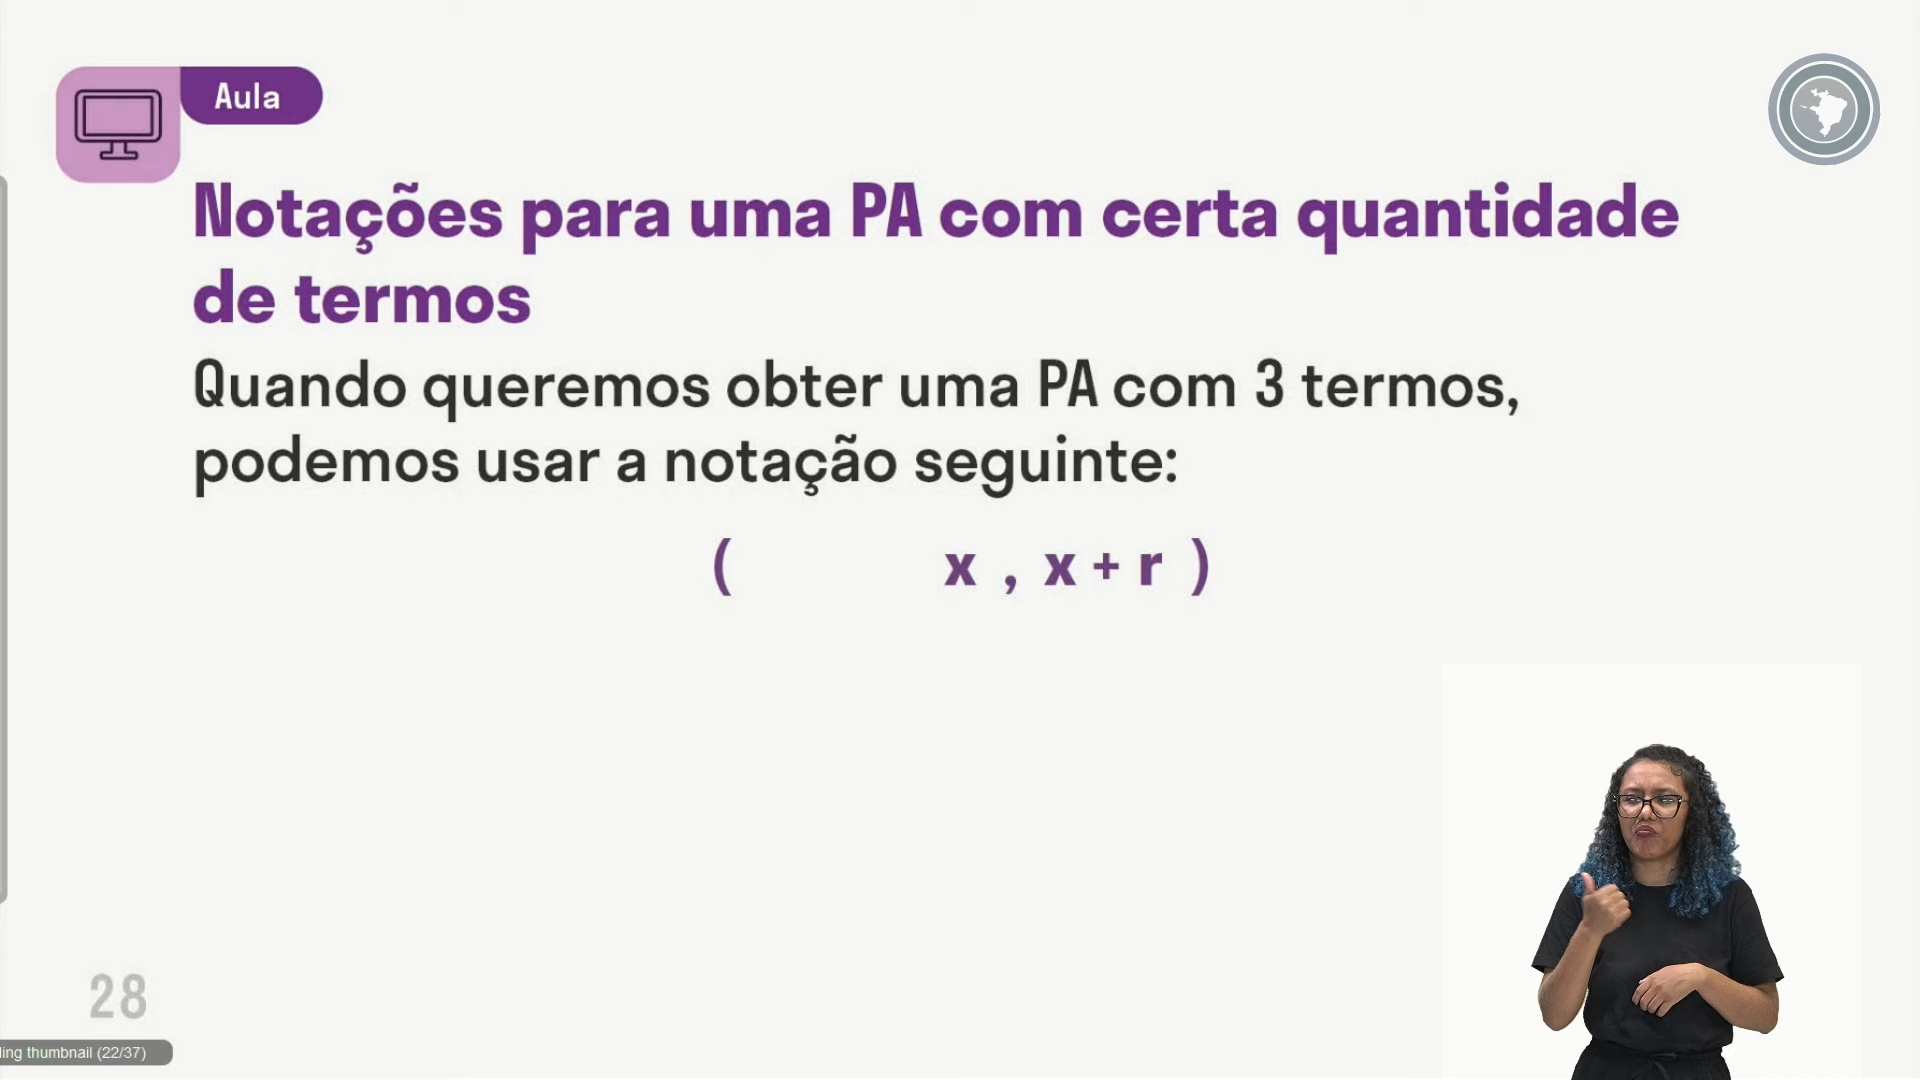 Aula
Notações para uma PA com certa quantidade
de termos
Quando queremos obter uma PA com 3 termos,
podemos usar a notação seguinte:
( x , x + r )
28
ling thumbnail (22/37)